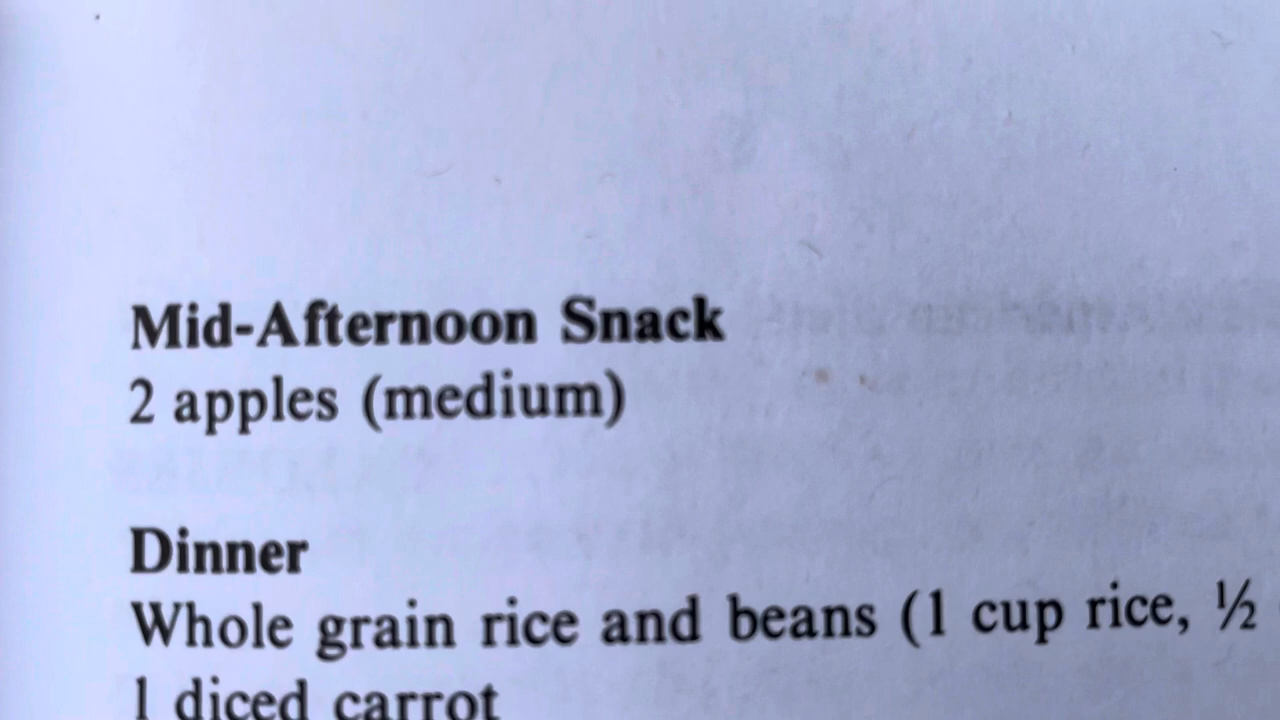 Mid-Afternoon Snack
2 apples (medium)
Dinner
Whole grain rice and beans (1 cup rice, ½
1 diced carrot